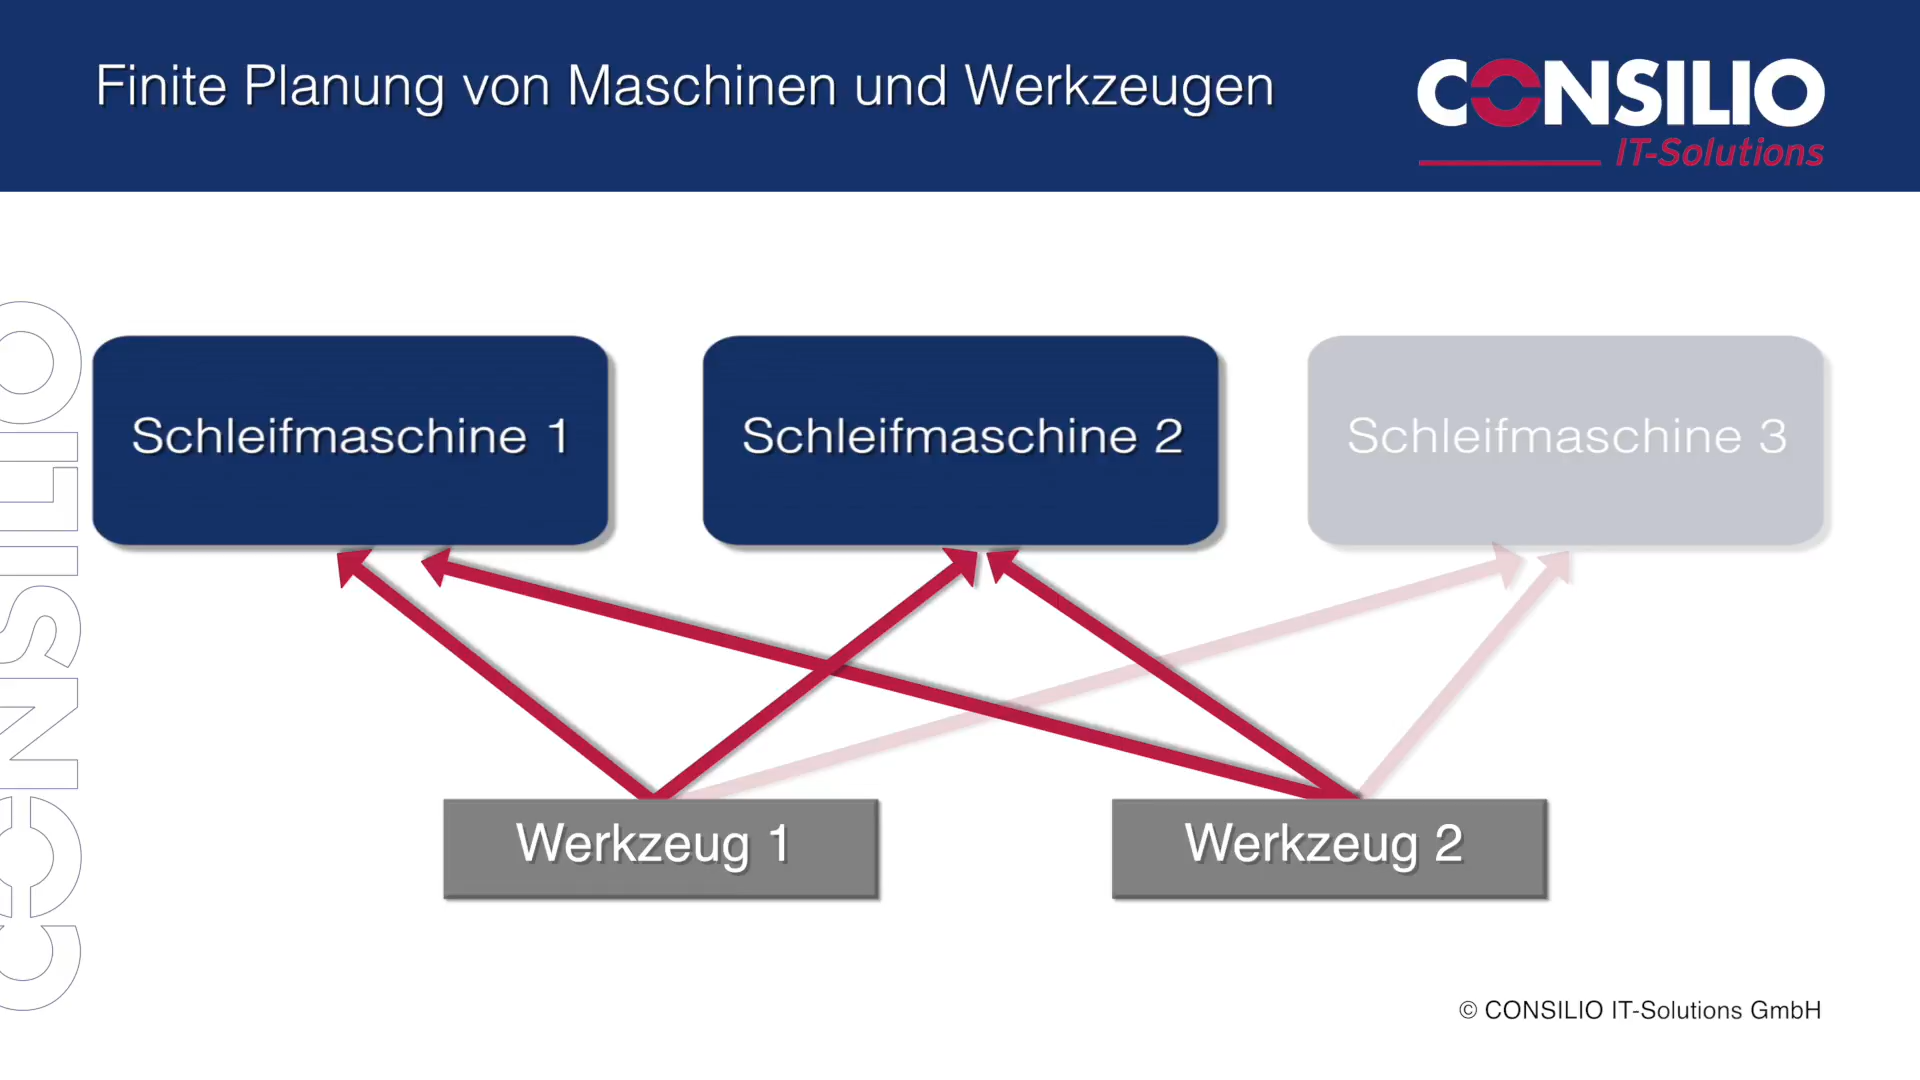 Finite Planung von Maschinen und Werkzeugen
CONSILIO
IT-Solutions
CONSILIO
Schleifmaschine 1
Schleifmaschine 2
Schleifmaschine 3
Werkzeug 1
Werkzeug 2
© CONSILIO IT-Solutions GmbH